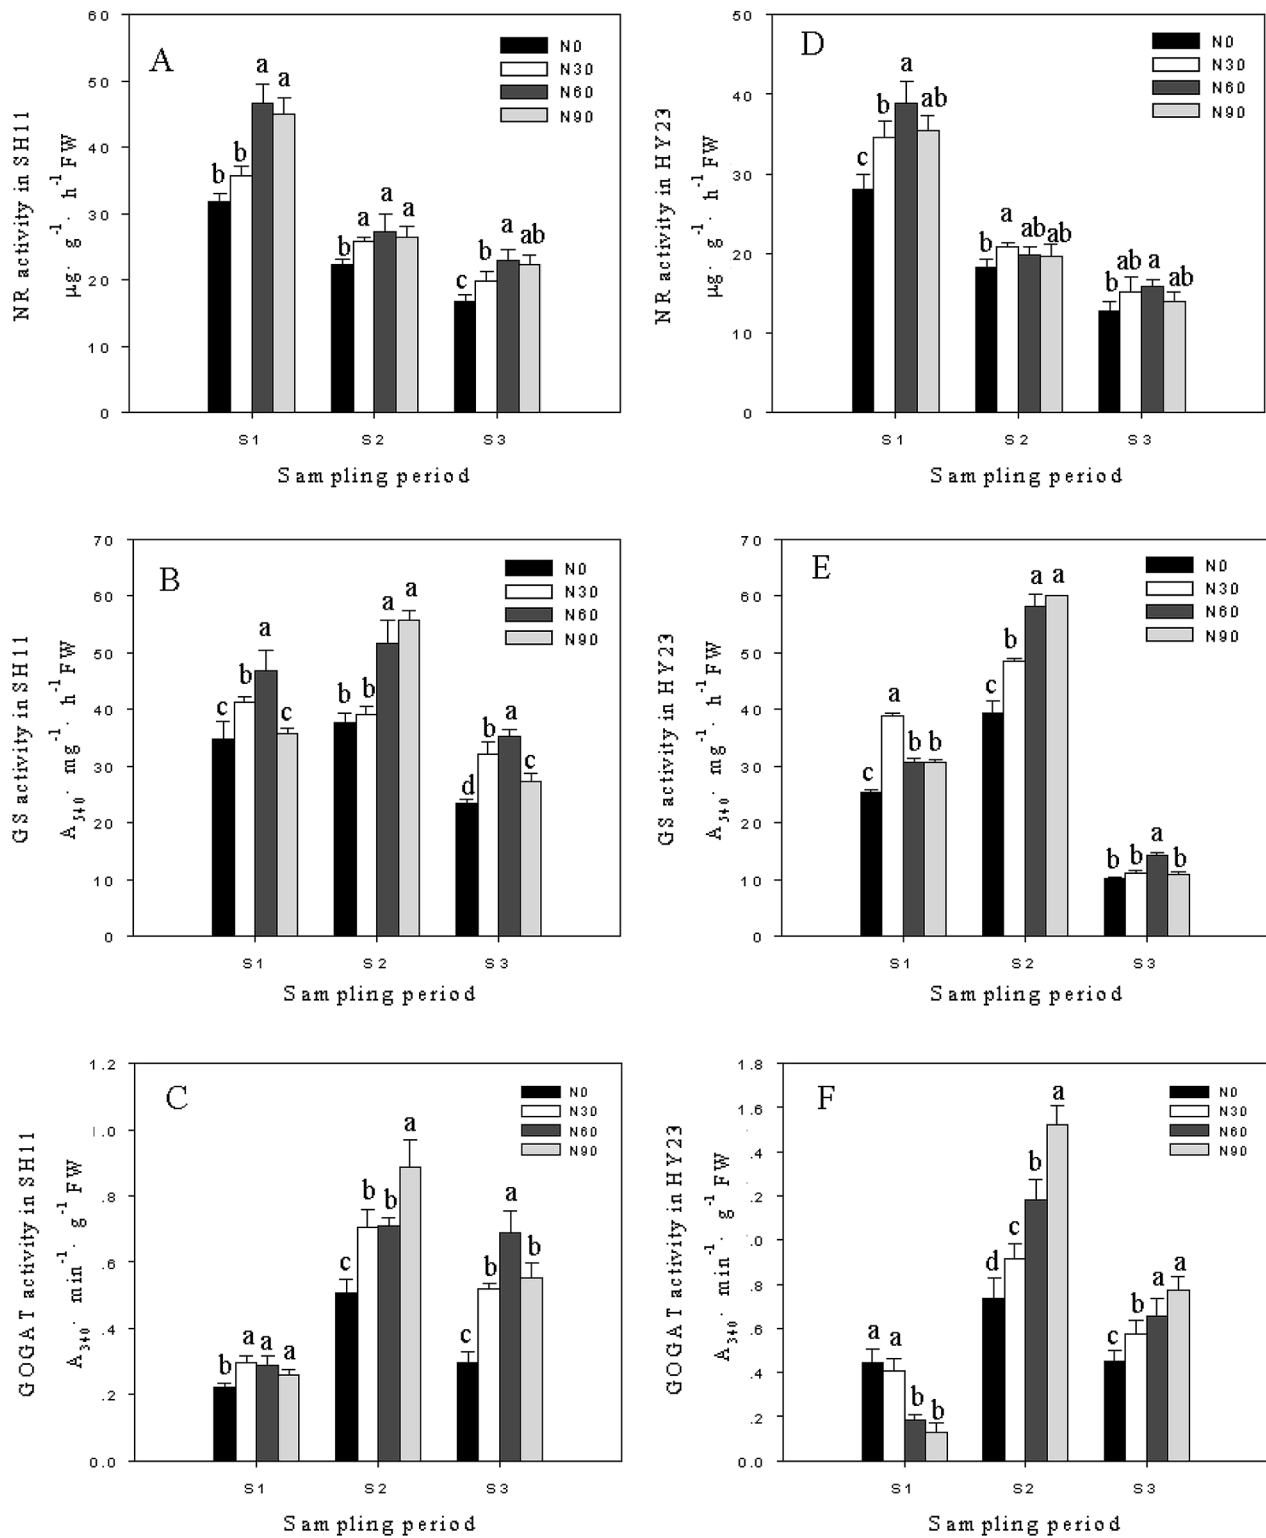 NR activity in SH11
μg· g⁻¹· h⁻¹ FW
60
50
40
30
20
10
0
A
N0
N30
N60
N90
b b a a
b a a a
c b a ab
S1 S2 S3
Sampling period
NR activity in HY23
μg· g⁻¹· h⁻¹ FW
50
40
30
20
10
0
D
N0
N30
N60
N90
c b a ab
b a ab ab
b ab a ab
S1 S2 S3
Sampling period
GS activity in SH11
A₅₄₀· mg⁻¹· h⁻¹ FW
70
60
50
40
30
20
10
0
B
N0
N30
N60
N90
c b a c
b b a a
d b a c
S1 S2 S3
Sampling period
GS activity in HY23
A₅₄₀· mg⁻¹· h⁻¹ FW
70
60
50
40
30
20
10
0
E
N0
N30
N60
N90
c a b b
c b a a
b b a b
S1 S2 S3
Sampling period
GOGAT activity in SH11
A₃₄₀· min⁻¹· g⁻¹ FW
1.2
1.0
.8
.6
.4
.2
0.0
C
N0
N30
N60
N90
b a a a
c b b a
c b a b
S1 S2 S3
Sampling period
GOGAT activity in HY23
A₃₄₀· min⁻¹· g⁻¹ FW
1.8
1.6
.4
.2
.0
.8
.6
.4
.2
0.0
F
N0
N30
N60
N90
a a b b
d c b a
c b a a
S1 S2 S3
Sampling period